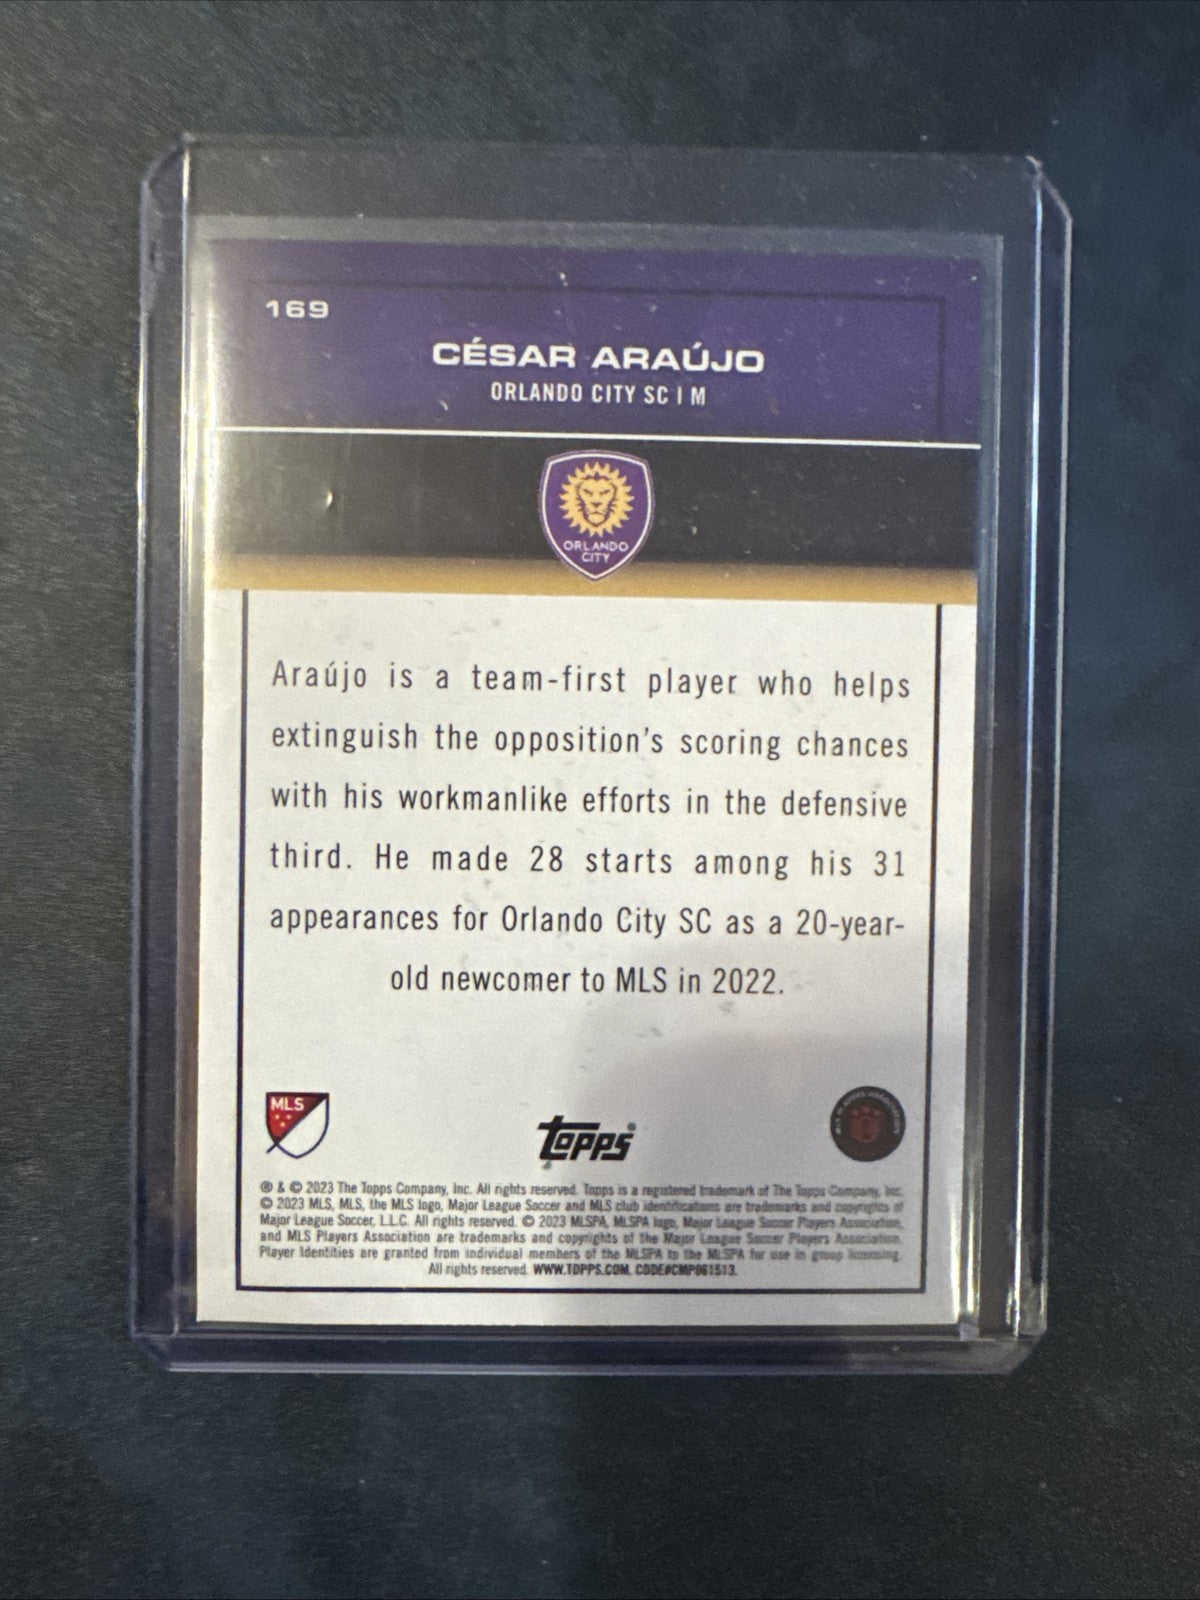 169
CÉSAR ARAÚJO
ORLANDO CITY SC | M
ORLANDO
CITY
Araújo is a team-first player who helps
extinguish the opposition's scoring chances
with his workmanlike efforts in the defensive
third. He made 28 starts among his 31
appearances for Orlando City SC as a 20-year-
old newcomer to MLS in 2022.
MLS
Topps®
® & © 2023 The Topps Company, Inc. All rights reserved. Topps is a registered trademark of The Topps Company, Inc.
© 2023 MLS, MLS, the MLS logo, Major League Soccer and MLS club identifications are trademarks and copyrights of
Major League Soccer, L.L.C. All rights reserved. © 2023 MLSPA, MLSPA logo, Major League Soccer Players Association,
and MLS Players Association are trademarks and copyrights of the Major League Soccer Players Association.
Player Identities are granted from individual members of the MLSPA to the MLSPA for use in group licensing.
All rights reserved. WWW.TOPPS.COM. CODE#CMP061513.